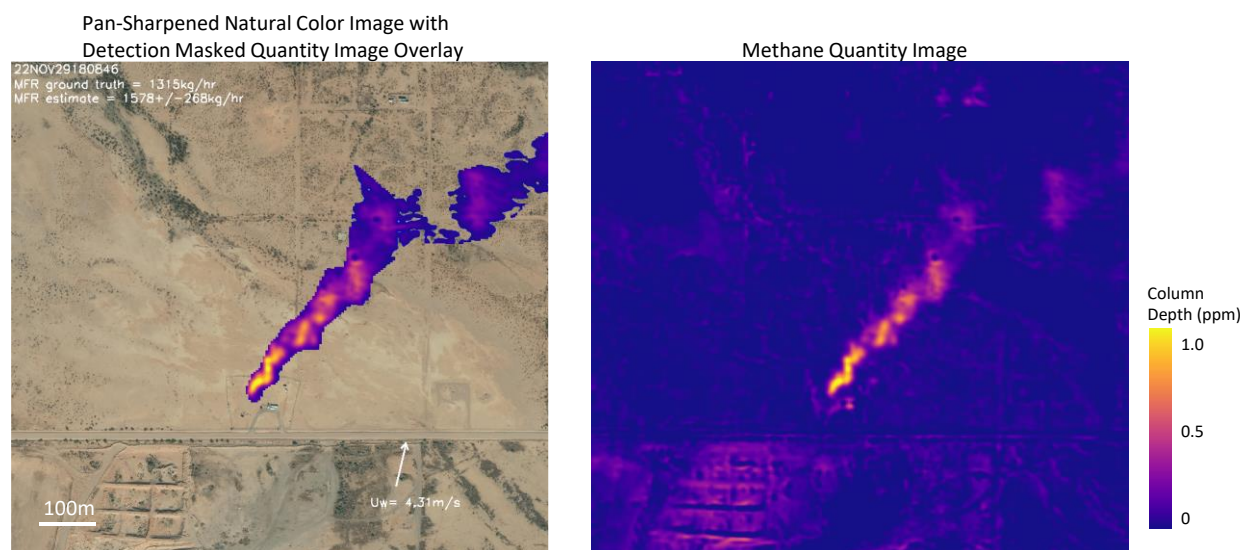 Pan-Sharpened Natural Color Image with
Detection Masked Quantity Image Overlay
Methane Quantity Image
22NOV29180846
MFR ground truth = 1315kg/hr
MFR estimate = 1578+/-268kg/hr
Uw= 4.31m/s
100m
Column
Depth (ppm)
1.0
0.5
0